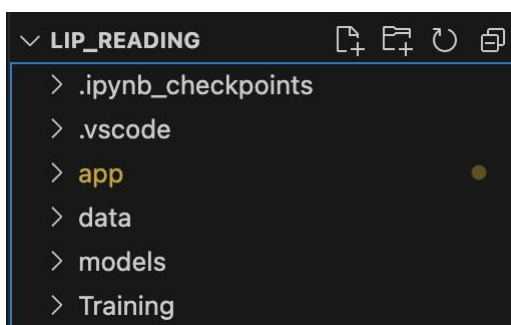 LIP_READING
.ipynb_checkpoints
.vscode
app
data
models
Training